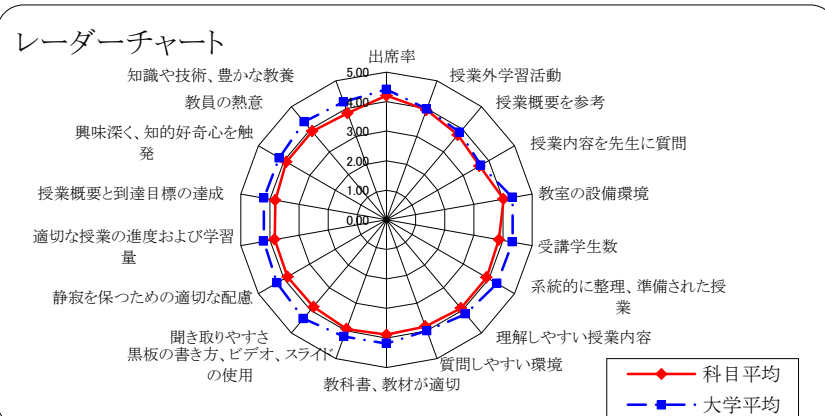 レーダーチャート
出席率
授業外学習活動
授業概要を参考
授業内容を先生に質問
教室の設備環境
受講学生数
系統的に整理、準備された授
業
理解しやすい授業内容
質問しやすい環境
教科書、教材が適切
黒板の書き方、ビデオ、スライド
の使用
聞き取りやすさ
静寂を保つための適切な配慮
適切な授業の進度および学習
量
授業概要と到達目標の達成
興味深く、知的好奇心を触
発
教員の熱意
知識や技術、豊かな教養
5.00
4.00
3.00
2.00
1.00
0.00
科目平均
大学平均